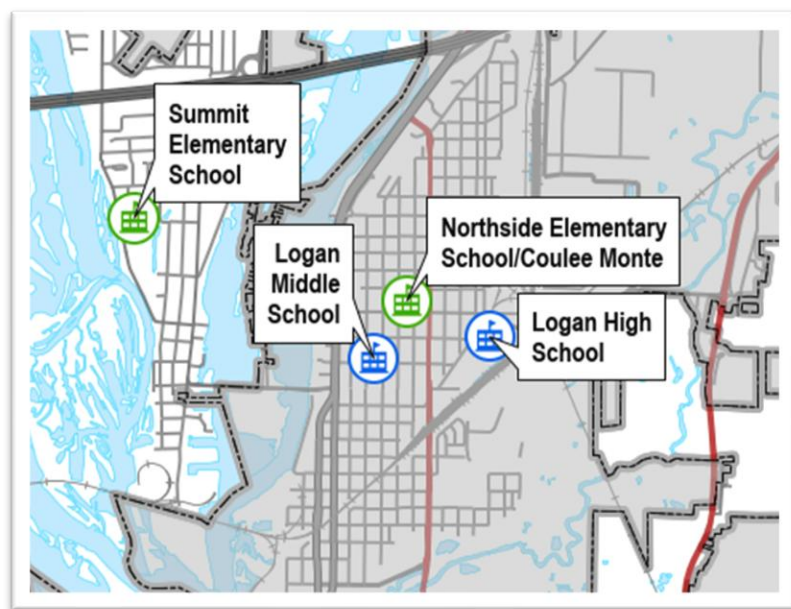 Summit
Elementary
School
Northside Elementary
School/Coulee Monte
Logan
Middle
School
Logan High
School